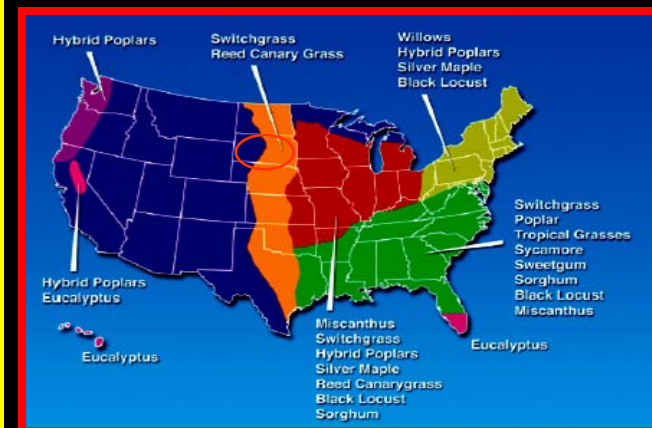 Hybrid Poplars
Switchgrass
Reed Canary Grass
Willows
Hybrid Poplars
Silver Maple
Black Locust
Switchgrass
Poplar
Tropical Grasses
Sycamore
Sweetgum
Sorghum
Black Locust
Miscanthus
Hybrid Poplars
Eucalyptus
Eucalyptus
Miscanthus
Switchgrass
Hybrid Poplars
Silver Maple
Reed Canarygrass
Black Locust
Sorghum
Eucalyptus